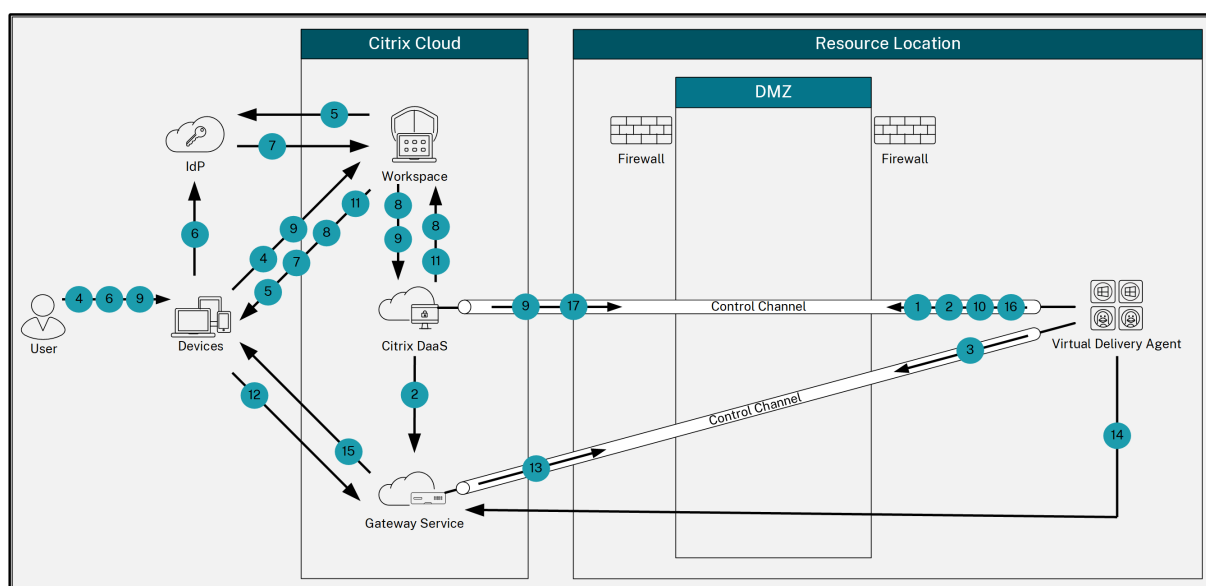 Citrix Cloud
Resource Location
DMZ
5
7
IdP
Workspace
Firewall
Firewall
6
4
9
5
7
8
11
8
9
8
11
4
6
9
User
Devices
Citrix DaaS
9
17
Control Channel
1
2
10
16
Virtual Delivery Agent
3
2
12
15
Control Channel
13
14
Gateway Service